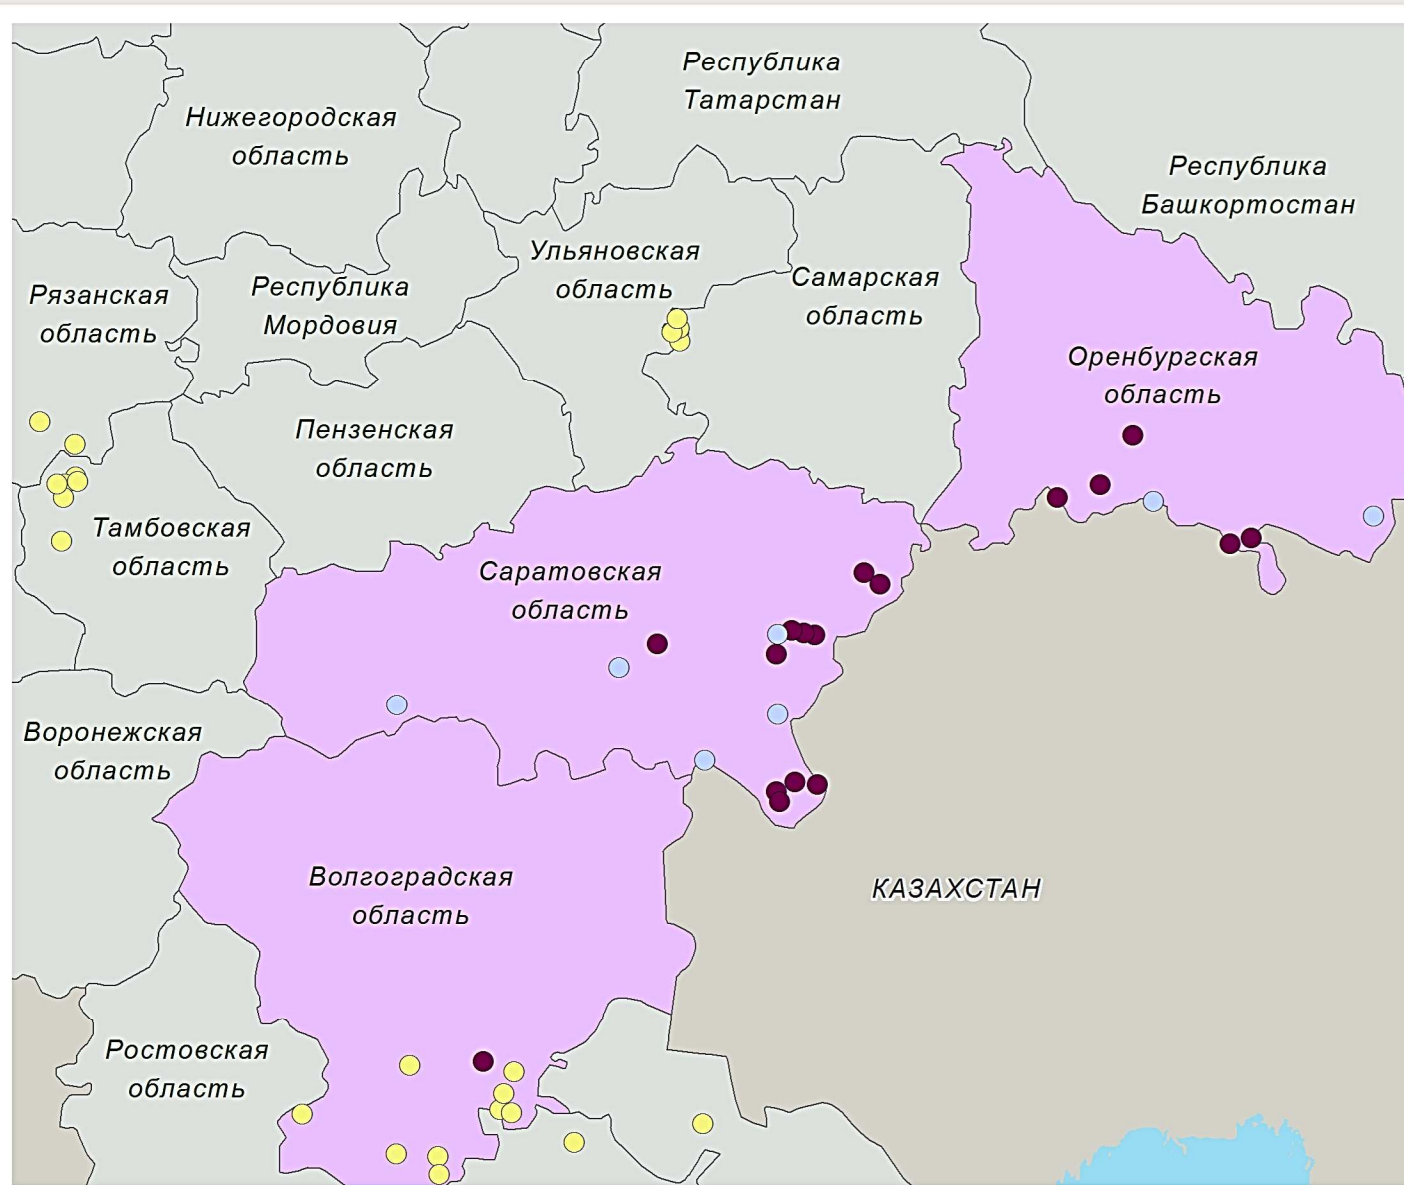 Республика
Татарстан
Нижегородская
область
Республика
Башкортостан
Ульяновская
область
Самарская
область
Республика
Мордовия
Рязанская
область
Оренбургская
область
Пензенская
область
Тамбовская
область
Саратовская
область
Воронежская
область
Волгоградская
область
КАЗАХСТАН
Ростовская
область